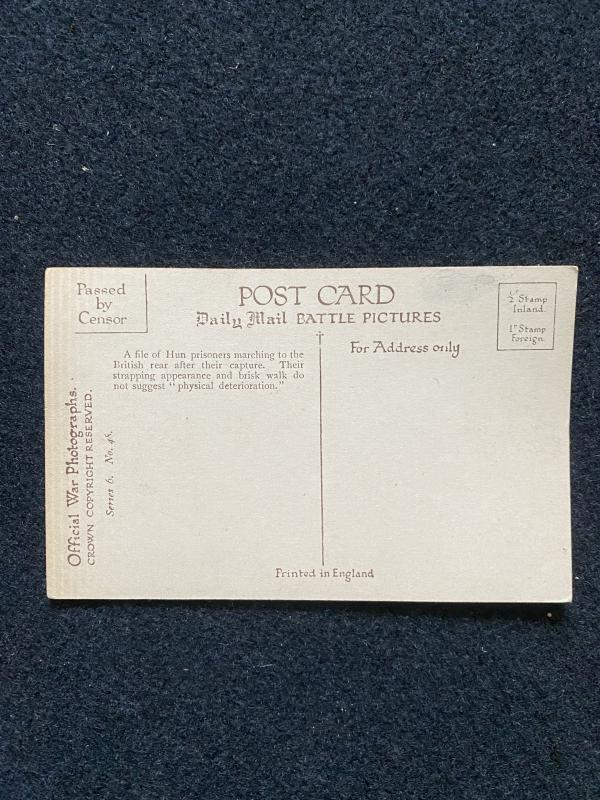 Passed
by
Censor
POST CARD
Daily Mail BATTLE PICTURES
½ Stamp
Inland.
1D Stamp
Foreign.
A file of Hun prisoners marching to the
British rear after their capture. Their
strapping appearance and brisk walk do
not suggest "physical deterioration."
For Address only
Official War Photographs.
CROWN COPYRIGHT RESERVED.
Series 6. No. 45.
Printed in England